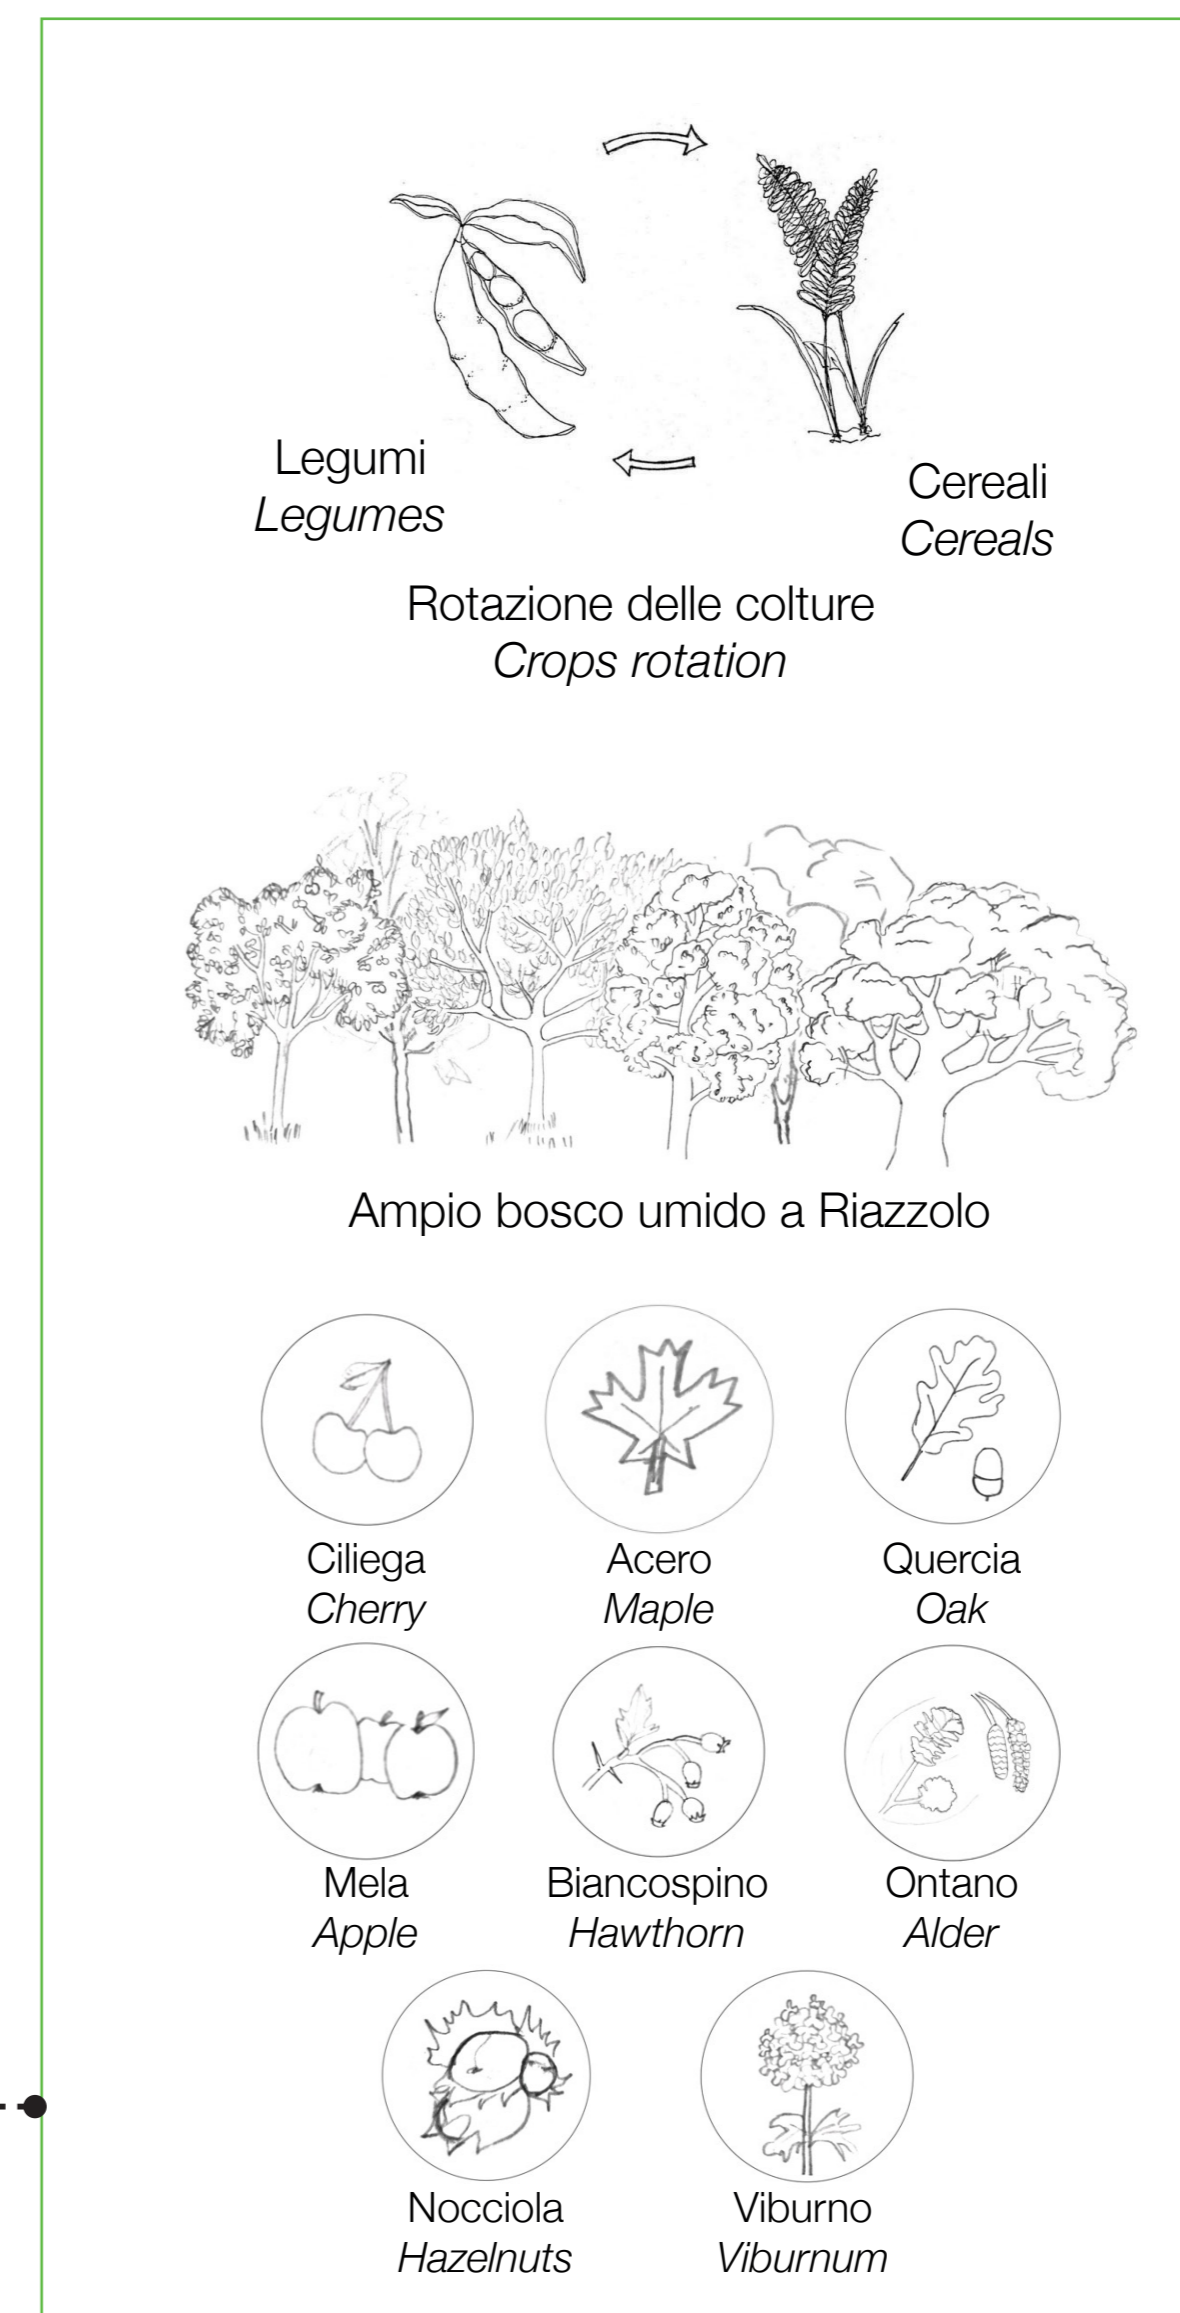 Legumi
Legumes
Cereali
Cereals
Rotazione delle colture
Crops rotation
Ampio bosco umido a Riazzolo
Ciliega
Cherry
Acero
Maple
Quercia
Oak
Mela
Apple
Biancospino
Hawthorn
Ontano
Alder
Nocciola
Hazelnuts
Viburno
Viburnum